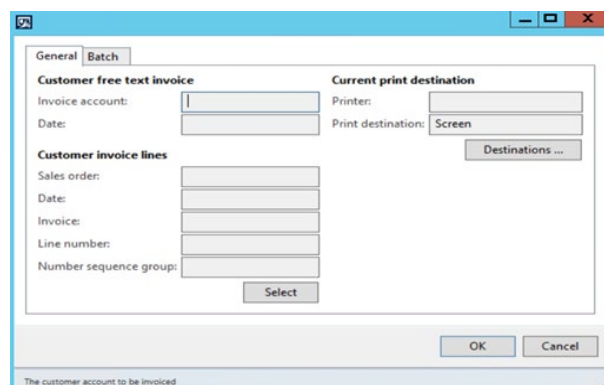 General Batch
Customer free text invoice
Invoice account:
Date:
Customer invoice lines
Sales order:
Date:
Invoice:
Line number:
Number sequence group:
Select
Current print destination
Printer:
Print destination: Screen
Destinations ...
OK Cancel
The customer account to be invoiced